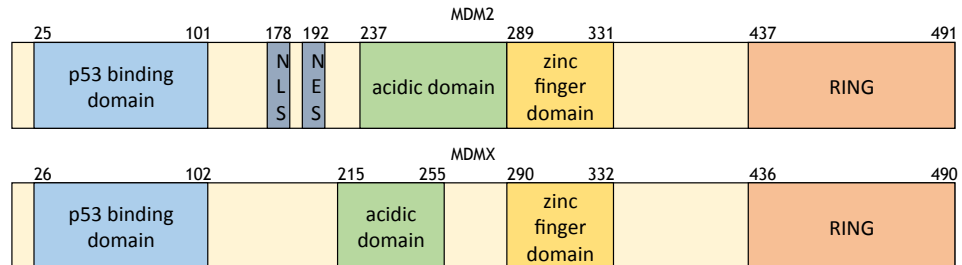 MDM2
25 101 178 192 237 289 331 437 491
p53 binding
domain
N
L
S
N
E
S
acidic domain
zinc
finger
domain
RING
MDMX
26 102 215 255 290 332 436 490
p53 binding
domain
acidic
domain
zinc
finger
domain
RING